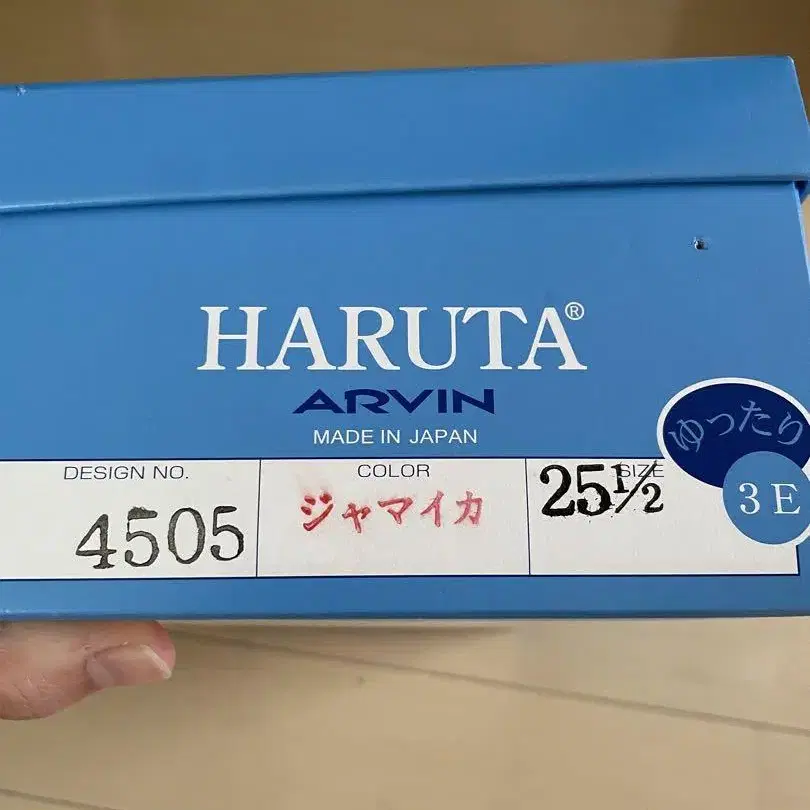 HARUTA®
ARVIN
MADE IN JAPAN
ゆったり
3E
DESIGN NO. COLOR SIZE
4505 ジャマイカ 25½